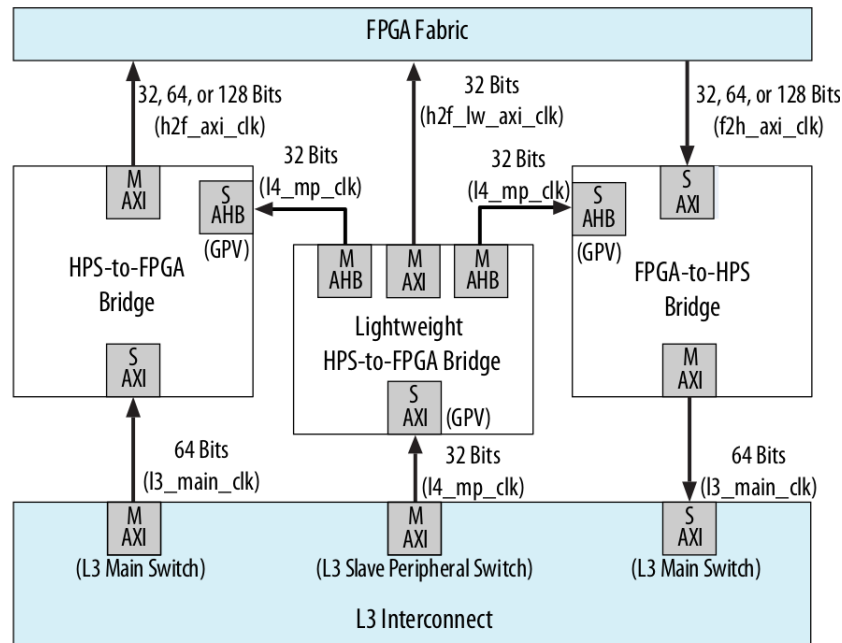 FPGA Fabric
32, 64, or 128 Bits
(h2f_axi_clk)
32 Bits
(h2f_lw_axi_clk)
32, 64, or 128 Bits
(f2h_axi_clk)
32 Bits
(l4_mp_clk)
32 Bits
(l4_mp_clk)
M
AXI
S
AHB
(GPV)
HPS-to-FPGA
Bridge
S
AXI
M
AHB
M
AXI
M
AHB
Lightweight
HPS-to-FPGA Bridge
S
AXI
(GPV)
S
AHB
(GPV)
S
AXI
FPGA-to-HPS
Bridge
M
AXI
64 Bits
(l3_main_clk)
32 Bits
(l4_mp_clk)
64 Bits
(l3_main_clk)
M
AXI
(L3 Main Switch)
M
AXI
(L3 Slave Peripheral Switch)
S
AXI
(L3 Main Switch)
L3 Interconnect